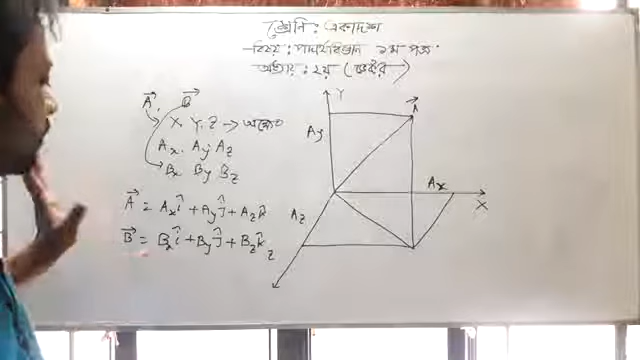 শ্রেণি : একাদশ
বিষয় : পদার্থবিজ্ঞান ১ম পত্র
অধ্যায় : ২য় (ভেক্টর)
A⃗, B⃗
X, Y, Z →
Ax, Ay Az
Bx By Bz
A⃗ = Axî + Ayĵ + Azk̂
B⃗ = Bxî + Byĵ + Bzk̂
Y
A⃗
Ay
Ax
X
Az
Z